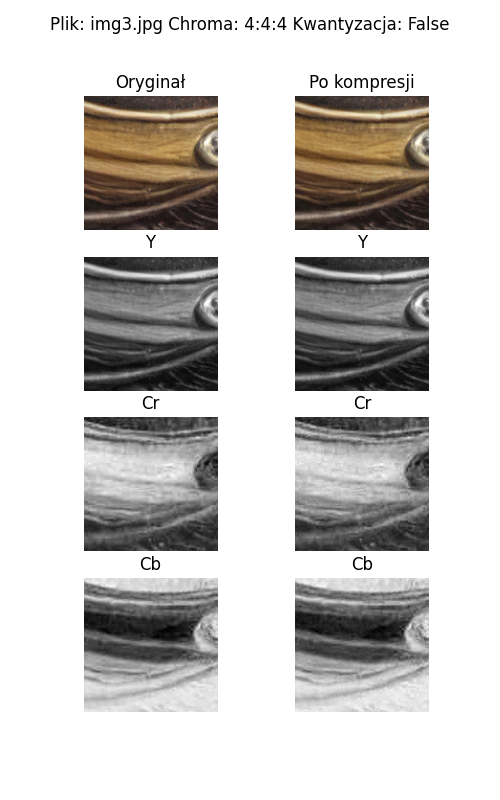 Plik: img3.jpg Chroma: 4:4:4 Kwantyzacja: False
Oryginał
Po kompresji
Y
Y
Cr
Cr
Cb
Cb